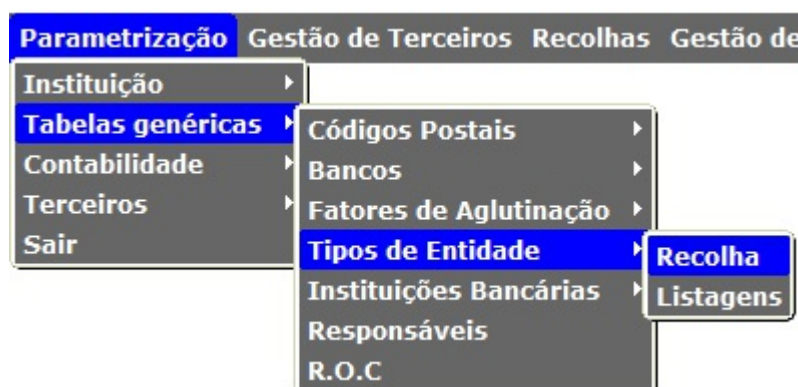 Parametrização Gestão de Terceiros Recolhas Gestão de
Instituição
Tabelas genéricas
Contabilidade
Terceiros
Sair
Códigos Postais
Bancos
Fatores de Aglutinação
Tipos de Entidade
Instituições Bancárias
Responsáveis
R.O.C
Recolha
Listagens